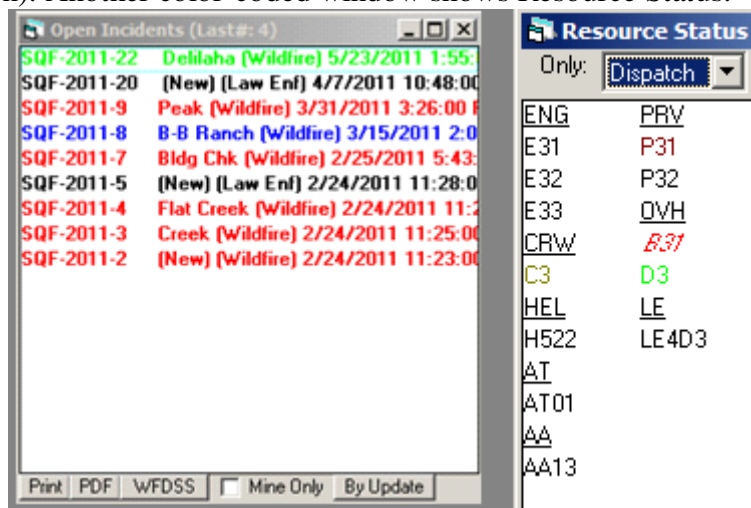 . Another color coded window shows Resource Status.
Open Incidents (Last#: 4)
SQF-2011-22 Delilaha (Wildfire) 5/23/2011 1:55:
SQF-2011-20 (New) (Law Enf) 4/7/2011 10:48:00
SQF-2011-9 Peak (Wildfire) 3/31/2011 3:26:00
SQF-2011-8 B-B Ranch (Wildfire) 3/15/2011 2:0
SQF-2011-7 Bldg Chk (Wildfire) 2/25/2011 5:43:
SQF-2011-5 (New) (Law Enf) 2/24/2011 11:28:0
SQF-2011-4 Flat Creek (Wildfire) 2/24/2011 11:2
SQF-2011-3 Creek (Wildfire) 2/24/2011 11:25:00
SQF-2011-2 (New) (Wildfire) 2/24/2011 11:23:00
Print PDF WFDSS Mine Only By Update
Resource Status
Only: Dispatch
ENG PRV
E31 P31
E32 P32
E33 OVH
CRW B31
C3 D3
HEL LE
H522 LE4D3
AT
AT01
AA
AA13